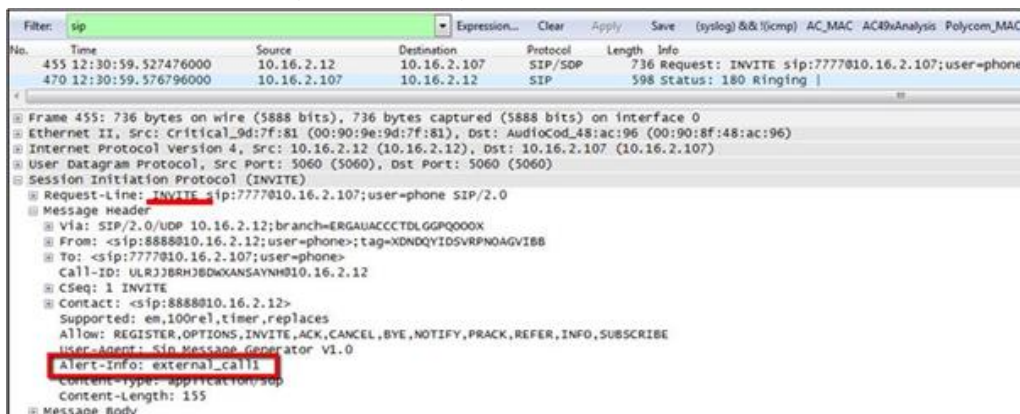 Filter: sip Expression... Clear Apply Save (syslog) && !(icmp) AC_MAC AC49xAnalysis Polycom_MAC
No. Time Source Destination Protocol Length Info
455 12:30:59.527476000 10.16.2.12 10.16.2.107 SIP/SDP 736 Request: INVITE sip:7777@10.16.2.107;user=phone
470 12:30:59.576796000 10.16.2.107 10.16.2.12 SIP 598 Status: 180 Ringing |
Frame 455: 736 bytes on wire (5888 bits), 736 bytes captured (5888 bits) on interface 0
Ethernet II, Src: Critical_9d:7f:81 (00:90:9e:9d:7f:81), Dst: AudioCod_48:ac:96 (00:90:8f:48:ac:96)
Internet Protocol Version 4, Src: 10.16.2.12 (10.16.2.12), Dst: 10.16.2.107 (10.16.2.107)
User Datagram Protocol, Src Port: 5060 (5060), Dst Port: 5060 (5060)
Session Initiation Protocol (INVITE)
Request-Line: INVITE sip:7777@10.16.2.107;user=phone SIP/2.0
Message Header
Via: SIP/2.0/UDP 10.16.2.12;branch=ERGAUACCCTDLGGPQOOOX
From: <sip:8888@10.16.2.12;user=phone>;tag=XDNDQYIDSVRPNOAGVIBB
To: <sip:7777@10.16.2.107;user=phone>
Call-ID: ULRJJBRHJBDWXANSAYNH@10.16.2.12
CSeq: 1 INVITE
Contact: <sip:8888@10.16.2.12>
Supported: em,100rel,timer,replaces
Allow: REGISTER,OPTIONS,INVITE,ACK,CANCEL,BYE,NOTIFY,PRACK,REFER,INFO,SUBSCRIBE
User-Agent: Sip Message Generator V1.0
Alert-Info: external_call1
Content-Type: application/sdp
Content-Length: 155
Message Body